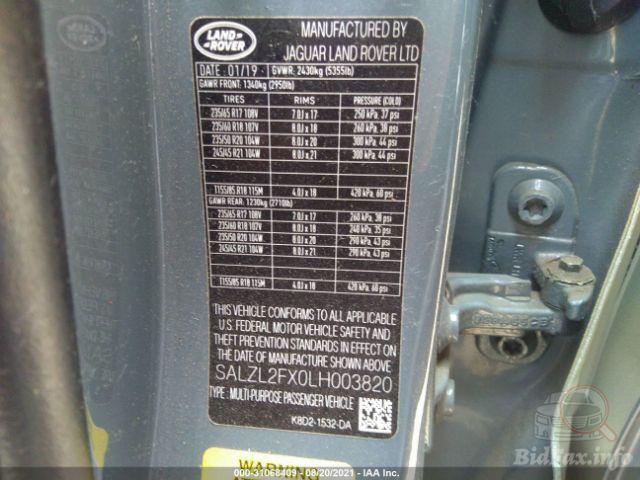 LAND
ROVER
MANUFACTURED BY
JAGUAR LAND ROVER LTD
DATE: 01/19 GVWR: 2430kg (5355lb)
GAWR FRONT: 1340kg (2950lb)
TIRES RIMS PRESSURE (COLD)
235/65 R17 108V 7.0J x 17 250 kPa, 37 psi
235/60 R18 107V 8.0J x 18 260 kPa, 38 psi
235/50 R20 104W 8.0J x 20 300 kPa, 44 psi
245/45 R21 104W 8.0J x 21 300 kPa, 44 psi
T155/85 R18 115M 4.0J x 18 420 kPa, 60 psi
GAWR REAR: 1230kg (2710lb)
235/65 R17 108V 7.0J x 17 260 kPa, 38 psi
235/60 R18 107V 8.0J x 18 240 kPa, 35 psi
235/50 R20 104W 8.0J x 20 290 kPa, 43 psi
245/45 R21 104W 8.0J x 21 290 kPa, 43 psi
T155/85 R18 115M 4.0J x 18 420 kPa, 60 psi
THIS VEHICLE CONFORMS TO ALL APPLICABLE
U.S. FEDERAL MOTOR VEHICLE SAFETY AND
THEFT PREVENTION STANDARDS IN EFFECT ON
THE DATE OF MANUFACTURE SHOWN ABOVE
SALZL2FX0LH003820
TYPE: MULTI-PURPOSE PASSENGER VEHICLE
K8D2-1532-DA
WARNING
000-31068409 - 08/20/2021 - IAA Inc.
BidFax.info